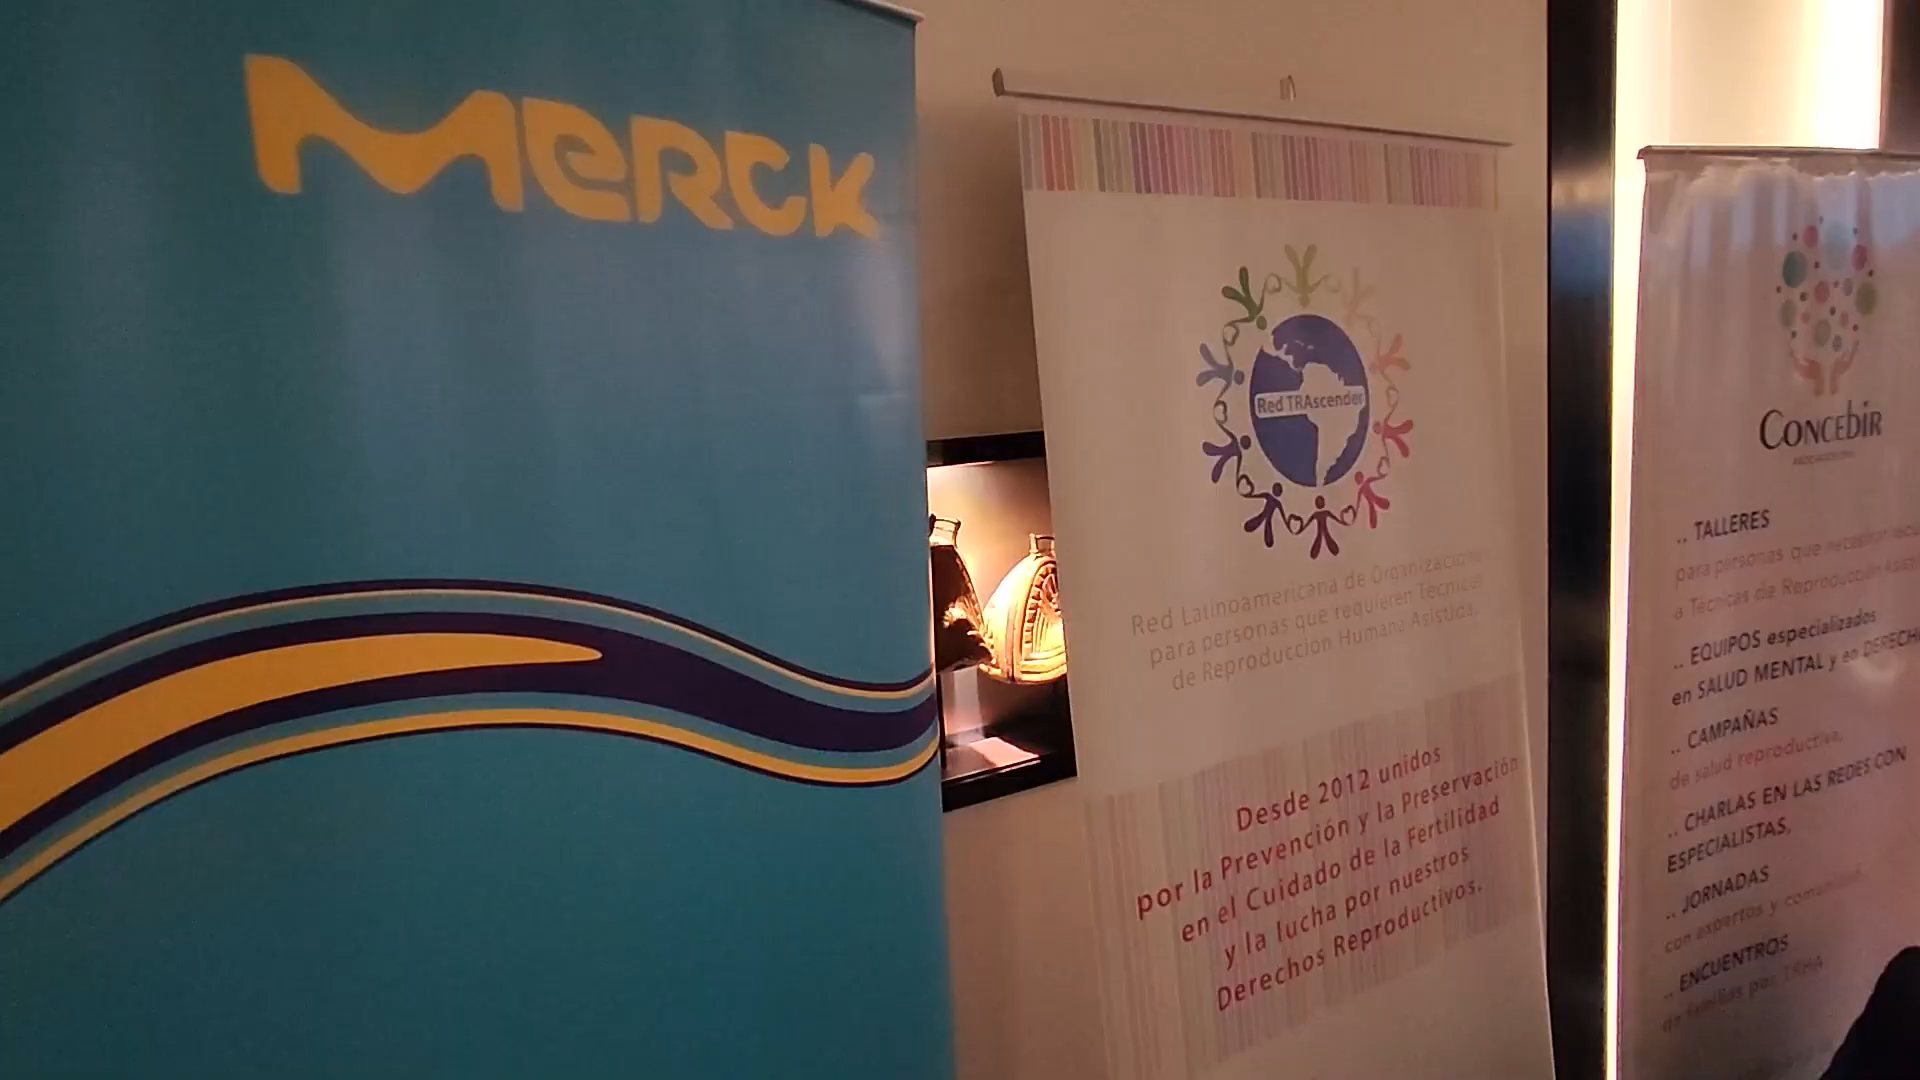 MERCK
Red TRAscender
Red Latinoamericana de Organizaciones
para personas que requieren Técnicas
de Reproducción Humana Asistida.
Desde 2012 unidos
por la Prevención y la Preservación
en el Cuidado de la Fertilidad
y la lucha por nuestros
Derechos Reproductivos.
CONCEbIR
ASOCIACIÓN CIVIL
.. TALLERES
para personas que necesitan
a Técnicas de Reproducción
.. EQUIPOS especializados
en SALUD MENTAL y en DERECHO
.. CAMPAÑAS
de salud reproductiva,
.. CHARLAS EN LAS REDES CON
ESPECIALISTAS,
.. JORNADAS
con expertos y comunidad
.. ENCUENTROS
de familias por TRHA